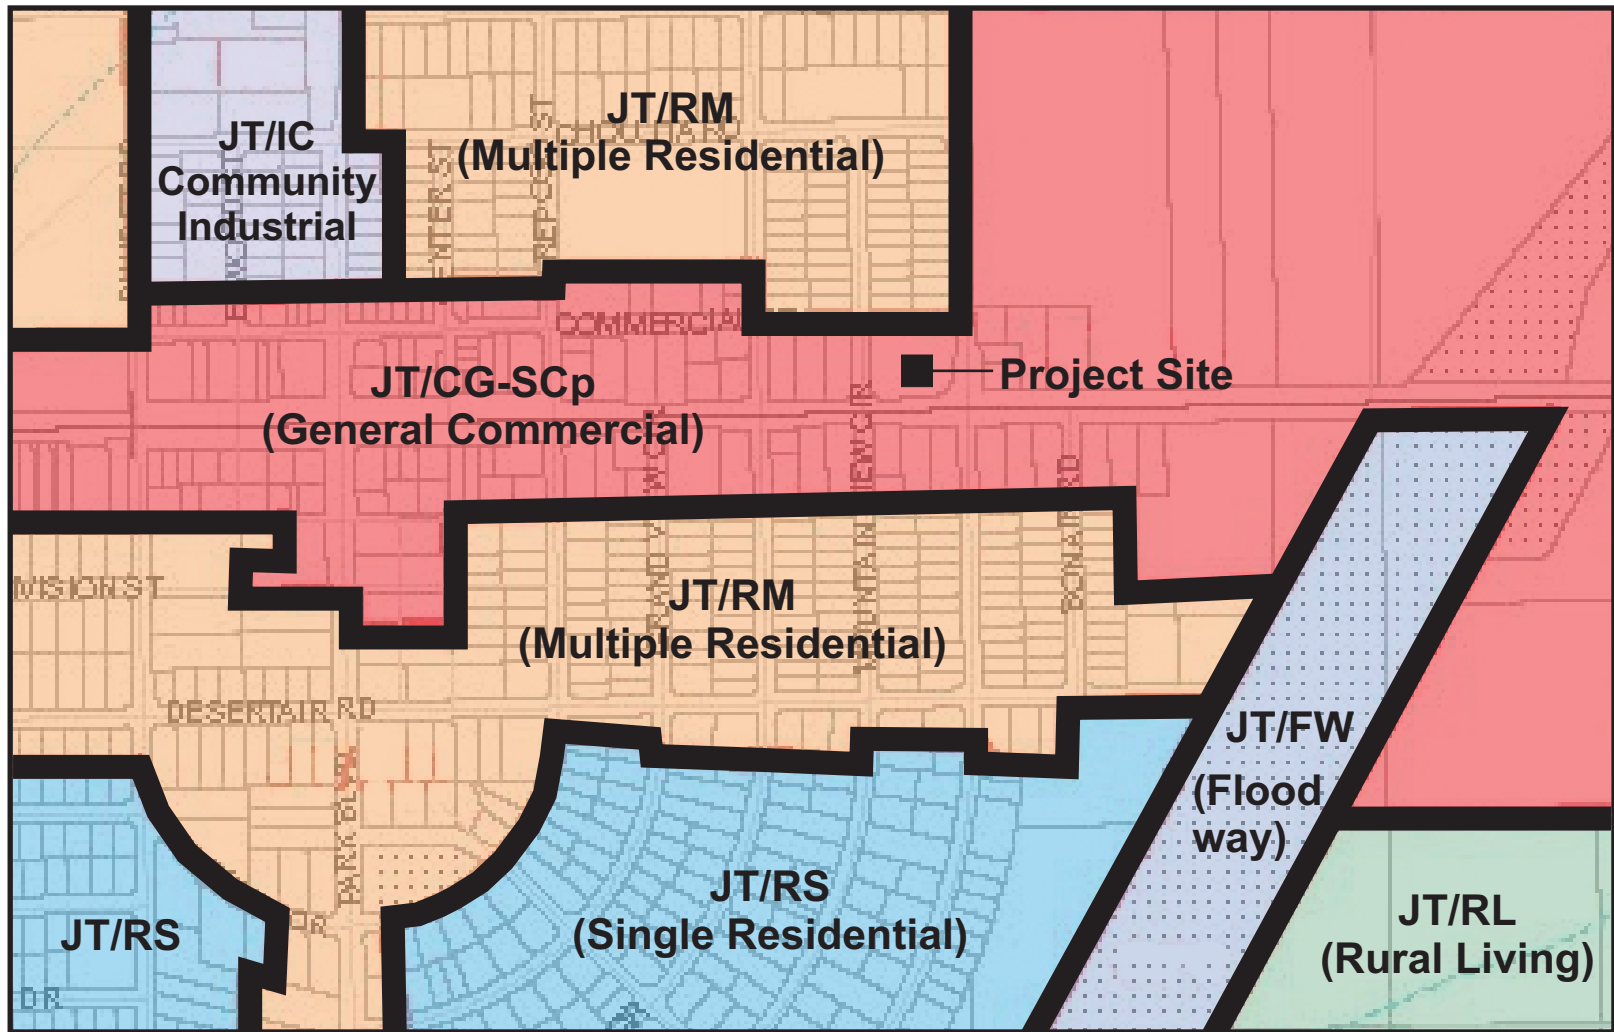 JT/RM
(Multiple Residential)
JT/IC
Community
Industrial
COMMERCIAL
Project Site
JT/CG-SCp
(General Commercial)
JT/RM
(Multiple Residential)
DESERTAIR RD
JT/FW
(Flood
way)
JT/RS
(Single Residential)
JT/RS
JT/RL
(Rural Living)
DR